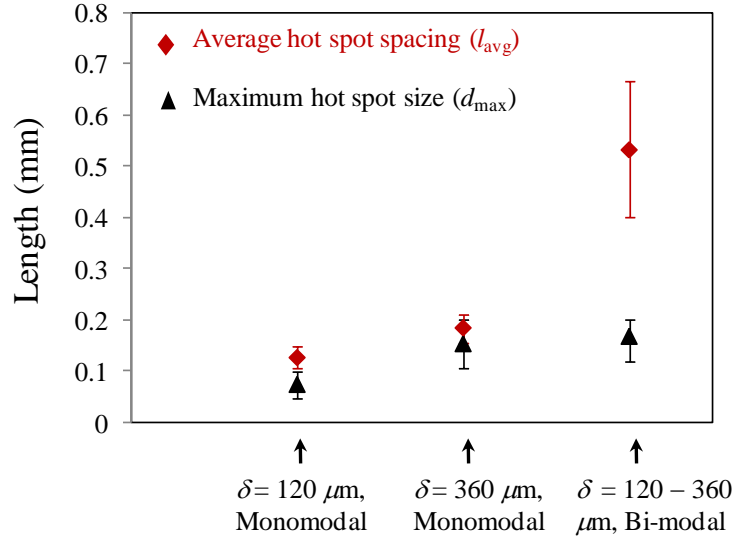 0.8
0.7
0.6
0.5
0.4
0.3
0.2
0.1
0
Length (mm)
Average hot spot spacing (lavg)
Maximum hot spot size (dmax)
δ = 120 μm,
Monomodal
δ = 360 μm,
Monomodal
δ = 120 – 360
μm, Bi-modal